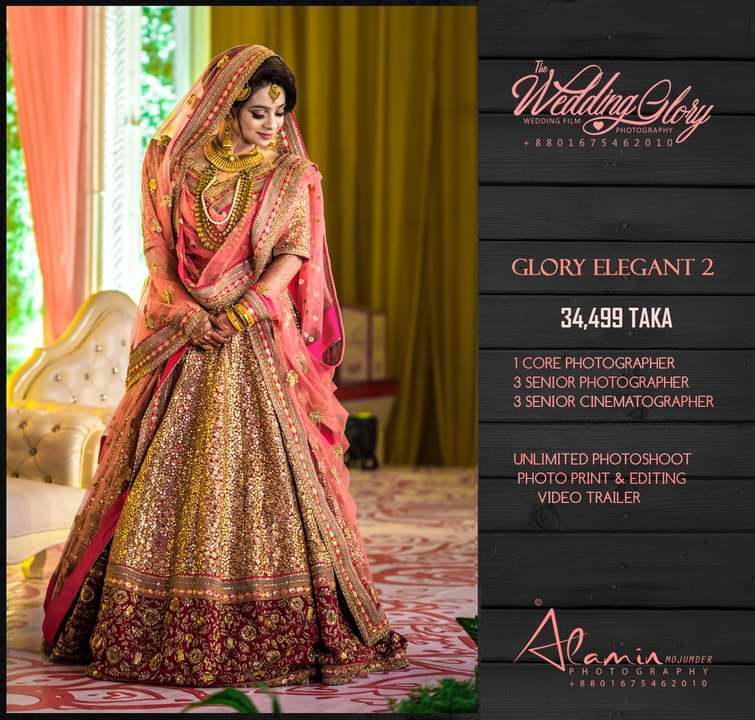 The
Wedding Glory
WEDDING FILM
PHOTOGRAPHY
+8801675462010
GLORY ELEGANT 2
34,499 TAKA
1 CORE PHOTOGRAPHER
3 SENIOR PHOTOGRAPHER
3 SENIOR CINEMATOGRAPHER
UNLIMITED PHOTOSHOOT
PHOTO PRINT & EDITING
VIDEO TRAILER
©
Alamin MOJUMDER
PHOTOGRAPHY
+8801675462010